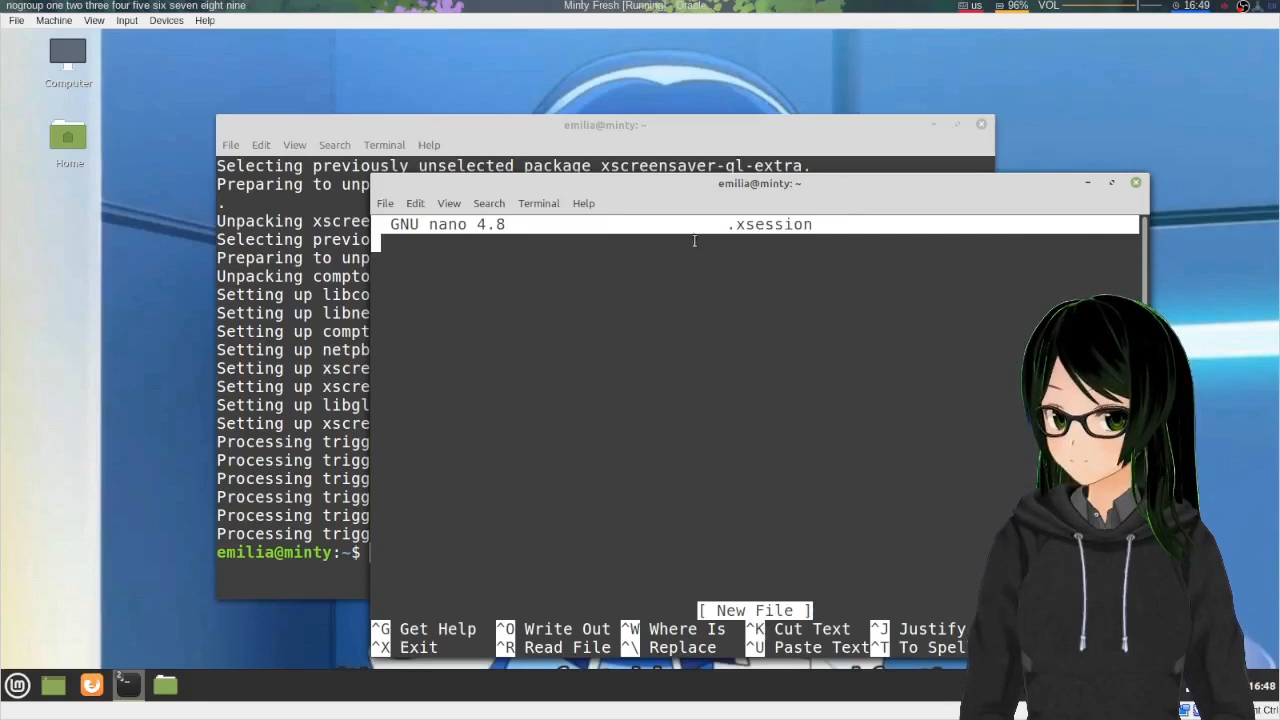 nogroup one two three four five six seven eight nine
Minty Fresh [Running] - Oracle...
us 96% VOL 16:49
File Machine View Input Devices Help
Computer
Home
emilia@minty: ~
File Edit View Search Terminal Help
Selecting previously unselected package xscreensaver-gl-extra.
Preparing to unp
.
Unpacking xscree
Selecting previo
Preparing to unp
Unpacking compto
Setting up libco
Setting up libne
Setting up compt
Setting up netpb
Setting up xscre
Setting up xscre
Setting up libgl
Setting up xscre
Processing trigg
Processing trigg
Processing trigg
Processing trigg
Processing trigg
Processing trigg
emilia@minty:~$
emilia@minty: ~
File Edit View Search Terminal Help
GNU nano 4.8 .xsession
[ New File ]
^G Get Help ^O Write Out ^W Where Is ^K Cut Text ^J Justify
^X Exit ^R Read File ^\ Replace ^U Paste Text ^T To Spel
16:48
Ctrl